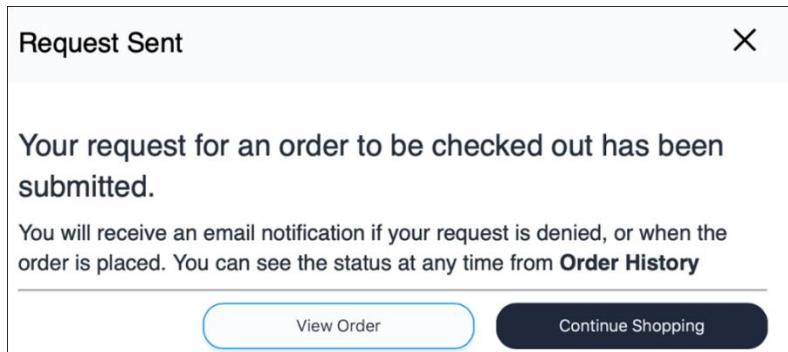 Request Sent
Your request for an order to be checked out has been
submitted.
You will receive an email notification if your request is denied, or when the
order is placed. You can see the status at any time from Order History
View Order
Continue Shopping